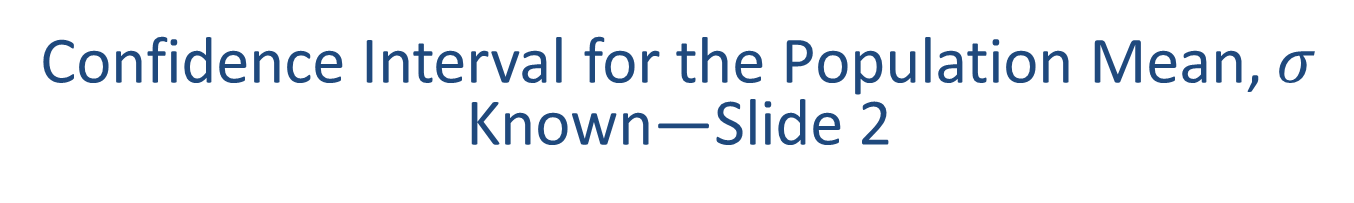 Confidence Interval for the Population Mean, 𝜎
Known—Slide 2